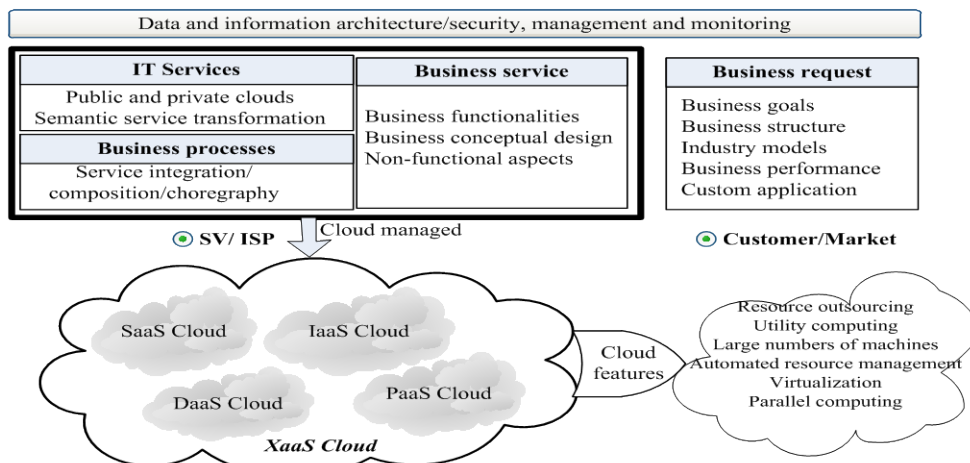 Data and information architecture/security, management and monitoring
IT Services
Public and private clouds
Semantic service transformation
Business processes
Service integration/
composition/choregraphy
Business service
Business functionalities
Business conceptual design
Non-functional aspects
Business request
Business goals
Business structure
Industry models
Business performance
Custom application
SV/ ISP
Cloud managed
Customer/Market
SaaS Cloud
IaaS Cloud
DaaS Cloud
PaaS Cloud
XaaS Cloud
Cloud
features
Resource outsourcing
Utility computing
Large numbers of machines
Automated resource management
Virtualization
Parallel computing